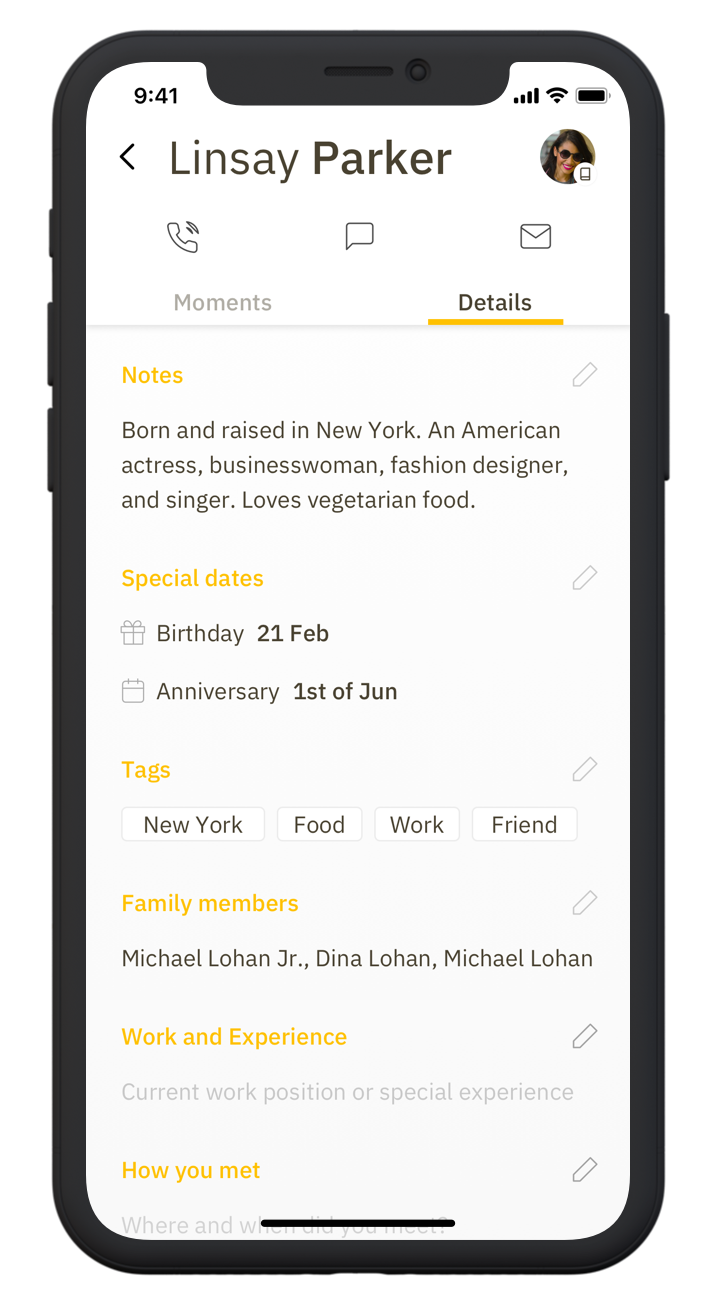 9:41
Linsay Parker
Moments Details
Notes
Born and raised in New York. An American
actress, businesswoman, fashion designer,
and singer. Loves vegetarian food.
Special dates
Birthday 21 Feb
Anniversary 1st of Jun
Tags
New York Food Work Friend
Family members
Michael Lohan Jr., Dina Lohan, Michael Lohan
Work and Experience
Current work position or special experience
How you met
Where and when did you meet?